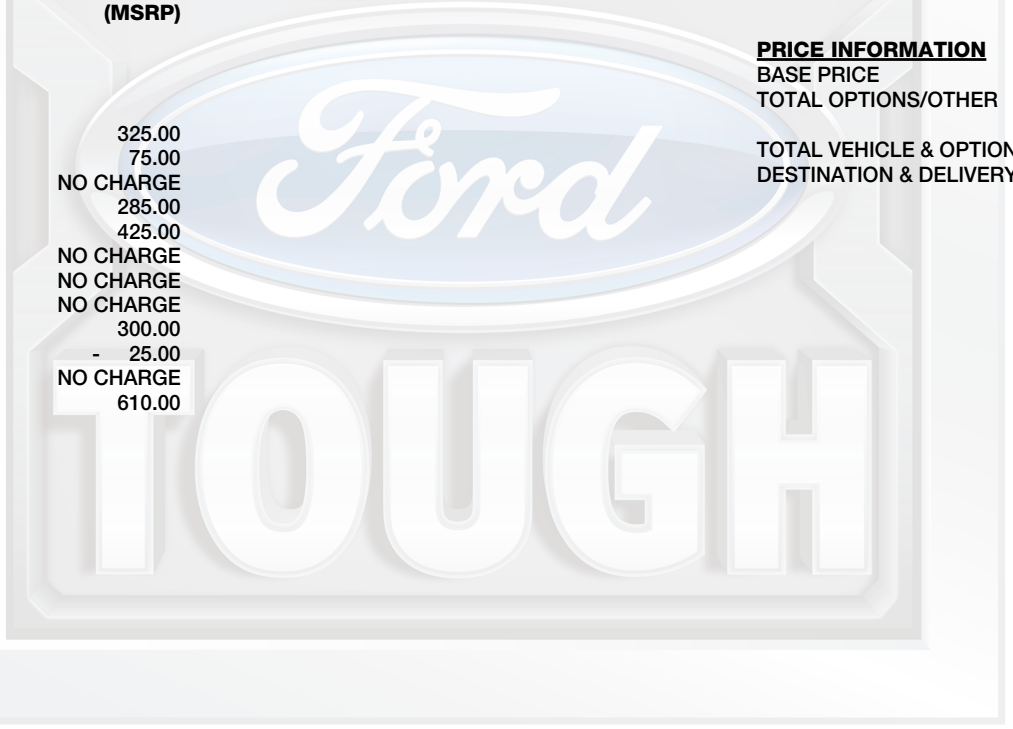 (MSRP)
325.00
75.00
NO CHARGE
285.00
425.00
NO CHARGE
NO CHARGE
NO CHARGE
300.00
- 25.00
NO CHARGE
610.00
PRICE INFORMATION
BASE PRICE
TOTAL OPTIONS/OTHER
TOTAL VEHICLE & OPTION
DESTINATION & DELIVERY
Ford
TOUGH